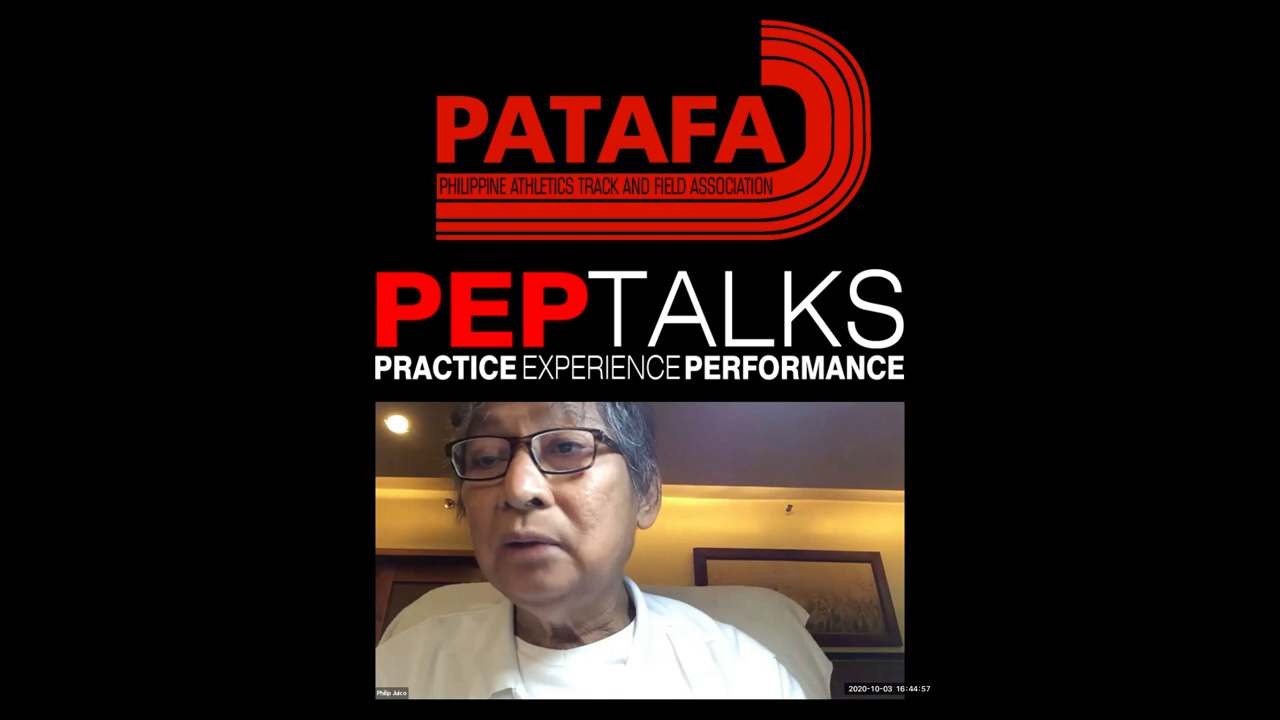 PATAFA
PHILIPPINE ATHLETICS TRACK AND FIELD ASSOCIATION
PEPTALKS
PRACTICE EXPERIENCE PERFORMANCE
Philip Juico
2020-10-03 16:44:57